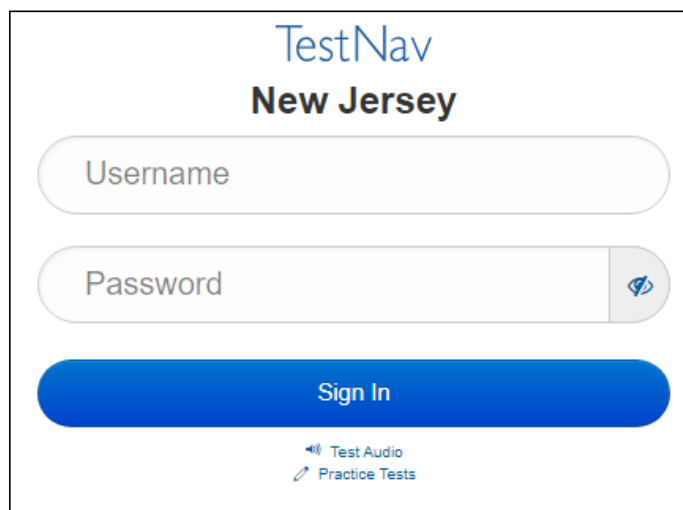 TestNav
New Jersey
Username
Password
Sign In
Test Audio
Practice Tests